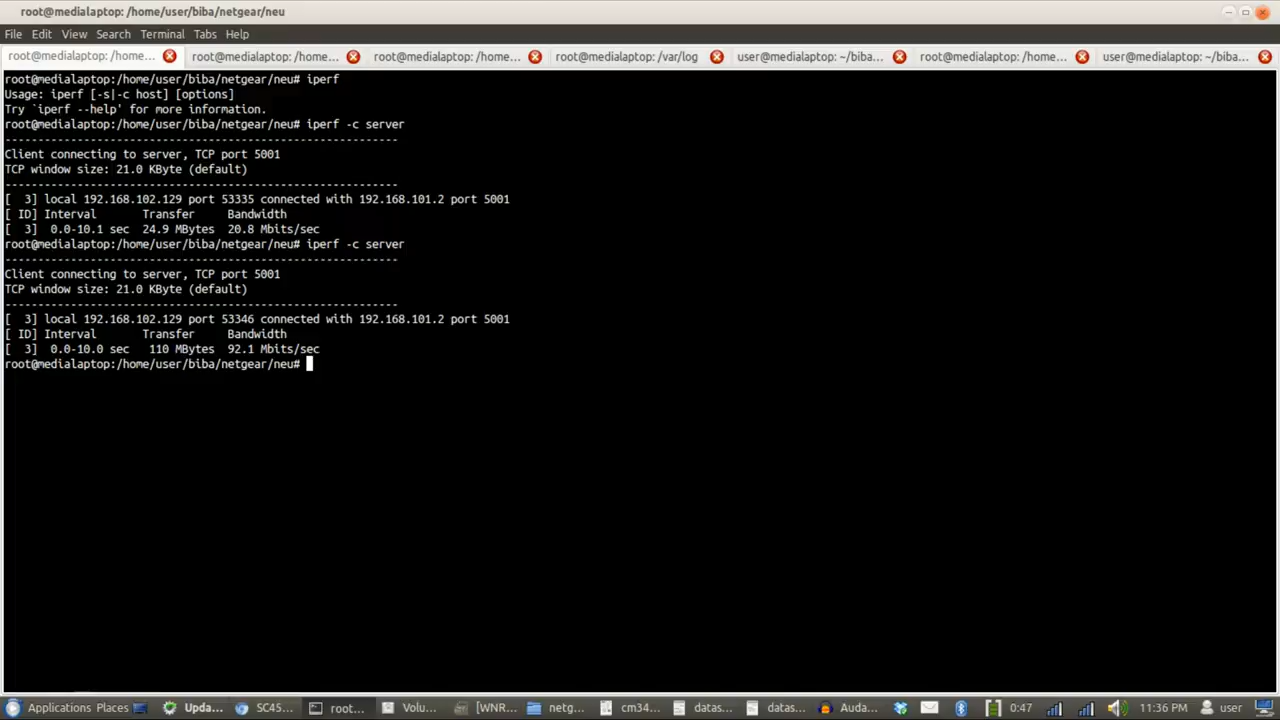 root@medialaptop: /home/user/biba/netgear/neu
File Edit View Search Terminal Tabs Help
root@medialaptop: /home... root@medialaptop: /home... root@medialaptop: /home... root@medialaptop: /var/log user@medialaptop: ~/biba... root@medialaptop: /home... user@medialaptop: ~/biba...
root@medialaptop:/home/user/biba/netgear/neu# iperf
Usage: iperf [-s|-c host] [options]
Try `iperf --help' for more information.
root@medialaptop:/home/user/biba/netgear/neu# iperf -c server
------------------------------------------------------------
Client connecting to server, TCP port 5001
TCP window size: 21.0 KByte (default)
------------------------------------------------------------
[  3] local 192.168.102.129 port 53335 connected with 192.168.101.2 port 5001
[ ID] Interval       Transfer     Bandwidth
[  3]  0.0-10.1 sec  24.9 MBytes  20.8 Mbits/sec
root@medialaptop:/home/user/biba/netgear/neu# iperf -c server
------------------------------------------------------------
Client connecting to server, TCP port 5001
TCP window size: 21.0 KByte (default)
------------------------------------------------------------
[  3] local 192.168.102.129 port 53346 connected with 192.168.101.2 port 5001
[ ID] Interval       Transfer     Bandwidth
[  3]  0.0-10.0 sec   110 MBytes  92.1 Mbits/sec
root@medialaptop:/home/user/biba/netgear/neu#
Applications Places Upda... SC45... root... Volu... [WNR... netg... cm34... datas... datas... Auda... 0:47 11:36 PM user